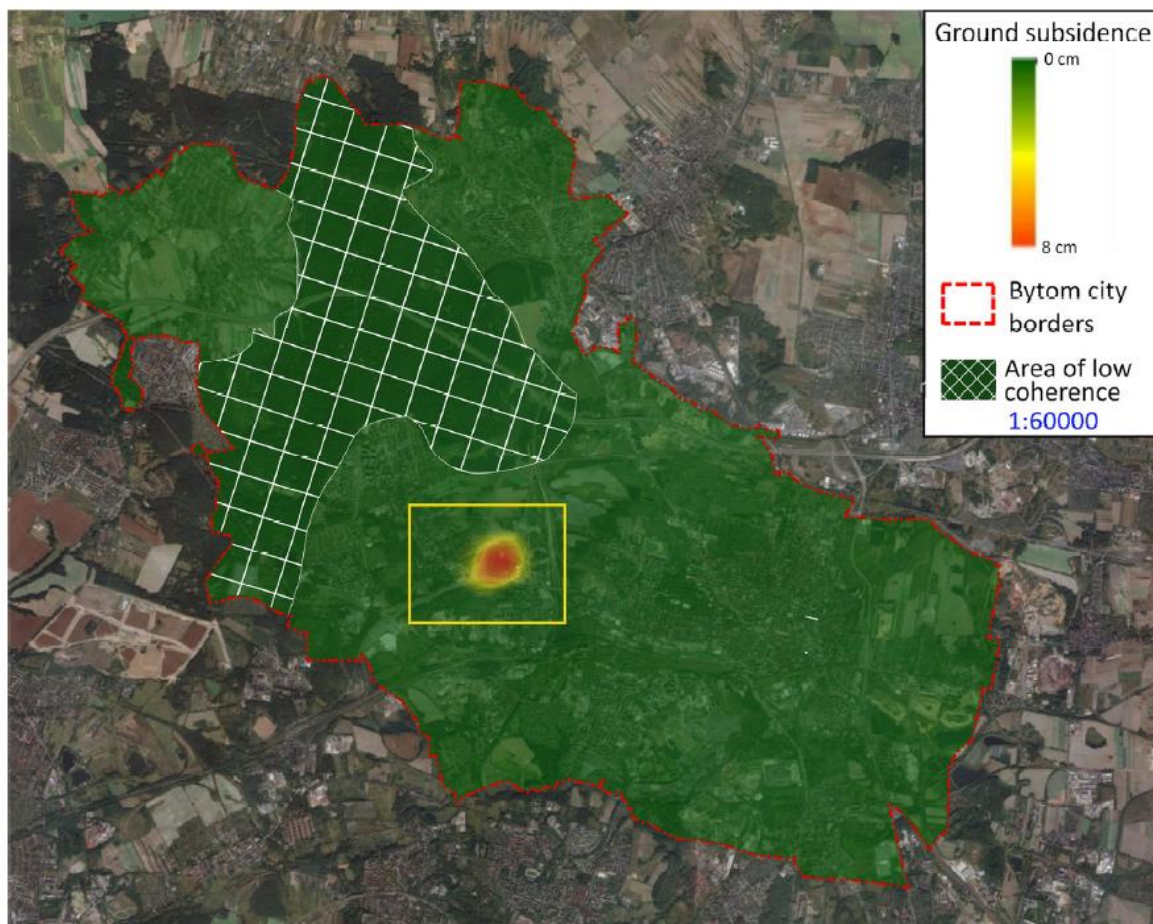 Ground subsidence
0 cm
8 cm
Bytom city
borders
Area of low
coherence
1:60000